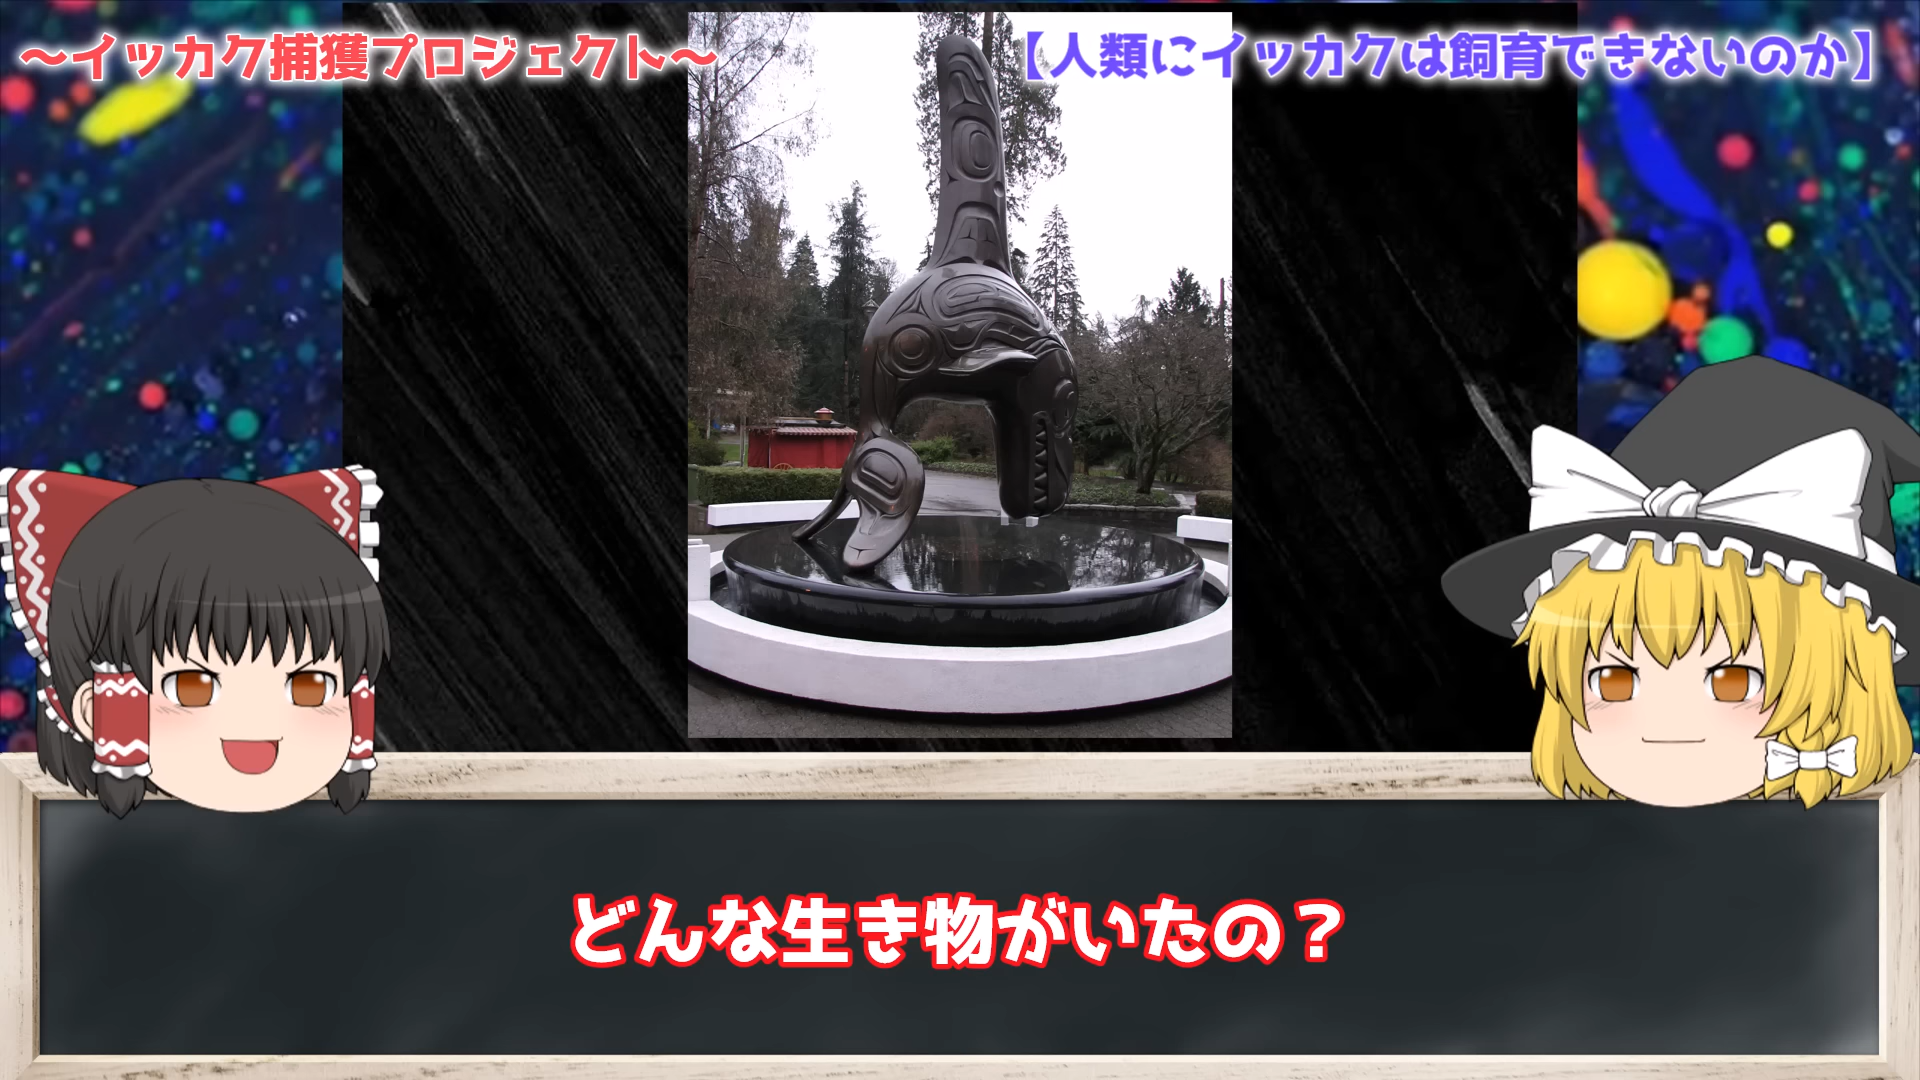 ～イッカク捕獲プロジェクト～
【人類にイッカクは飼育できないのか】
どんな生き物がいたの？